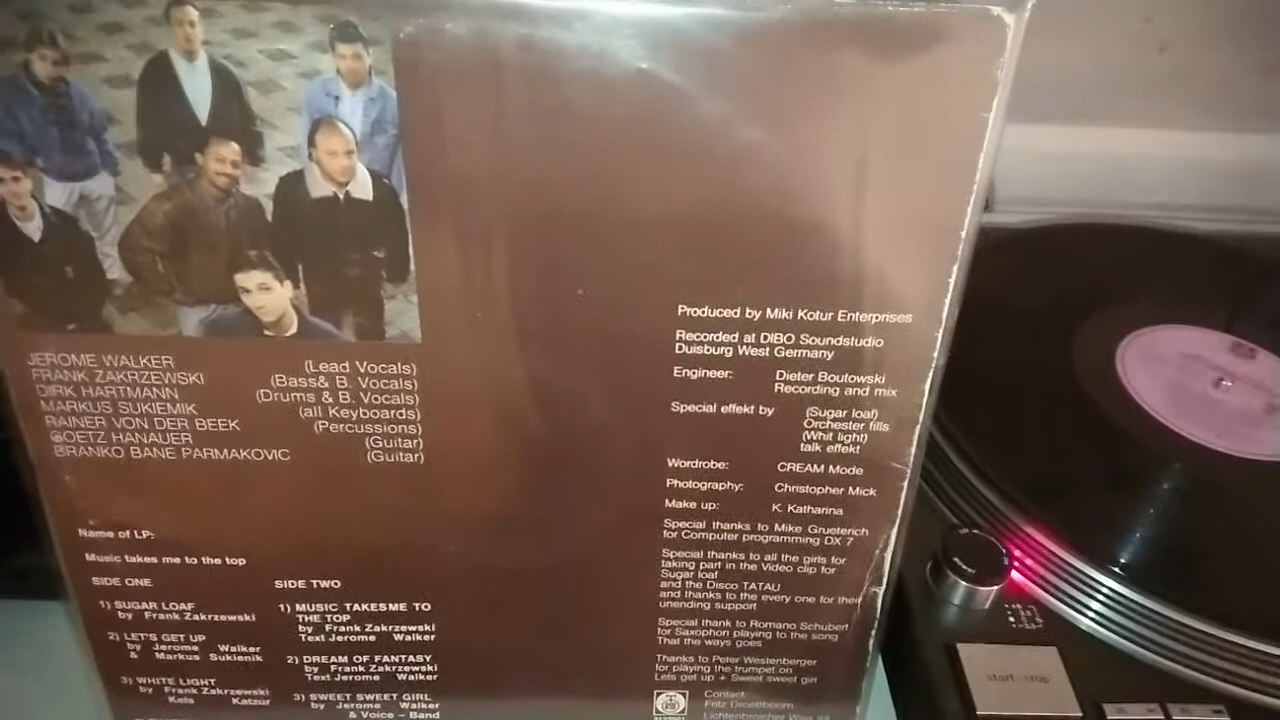 JEROME WALKER (Lead Vocals)
FRANK ZAKRZEWSKI (Bass& B. Vocals)
DIRK HARTMANN (Drums & B. Vocals)
MARKUS SUKIEMIK (all Keyboards)
RAINER VON DER BEEK (Percussions)
GOETZ HANAUER (Guitar)
BRANKO BANE PARMAKOVIC (Guitar)
Name of LP:
Music takes me to the top
SIDE ONE
1) SUGAR LOAF
by Frank Zakrzewski
2) LET'S GET UP
by Jerome Walker
& Markus Sukienik
3) WHITE LIGHT
by Frank Zakrzewski
Kels Katzur
SIDE TWO
1) MUSIC TAKESME TO
THE TOP
by Frank Zakrzewski
Text Jerome Walker
2) DREAM OF FANTASY
by Frank Zakrzewski
Text Jerome Walker
3) SWEET SWEET GIRL
by Jerome Walker
& Voice - Band
Produced by Miki Kotur Enterprises
Recorded at DIBO Soundstudio
Duisburg West Germany
Engineer: Dieter Boutowski
Recording and mix
Special effekt by (Sugar loaf)
Orchester fills
(Whit light)
talk effekt
Wordrobe: CREAM Mode
Photography: Christopher Mick
Make up: K. Katharina
Special thanks to Mike Grueterich
for Computer programming DX 7
Special thanks to all the girls for
taking part in the Video clip for
Sugar loaf
and the Disco TATAU
and thanks to the every one for their
unending support
Special thank to Romano Schubert
for Saxophon playing to the song
That the ways goes
Thanks to Peter Westenberger
for playing the trumpet on
Lets get up + Sweet sweet girl
Contact:
Fritz Droettboom
start · stop